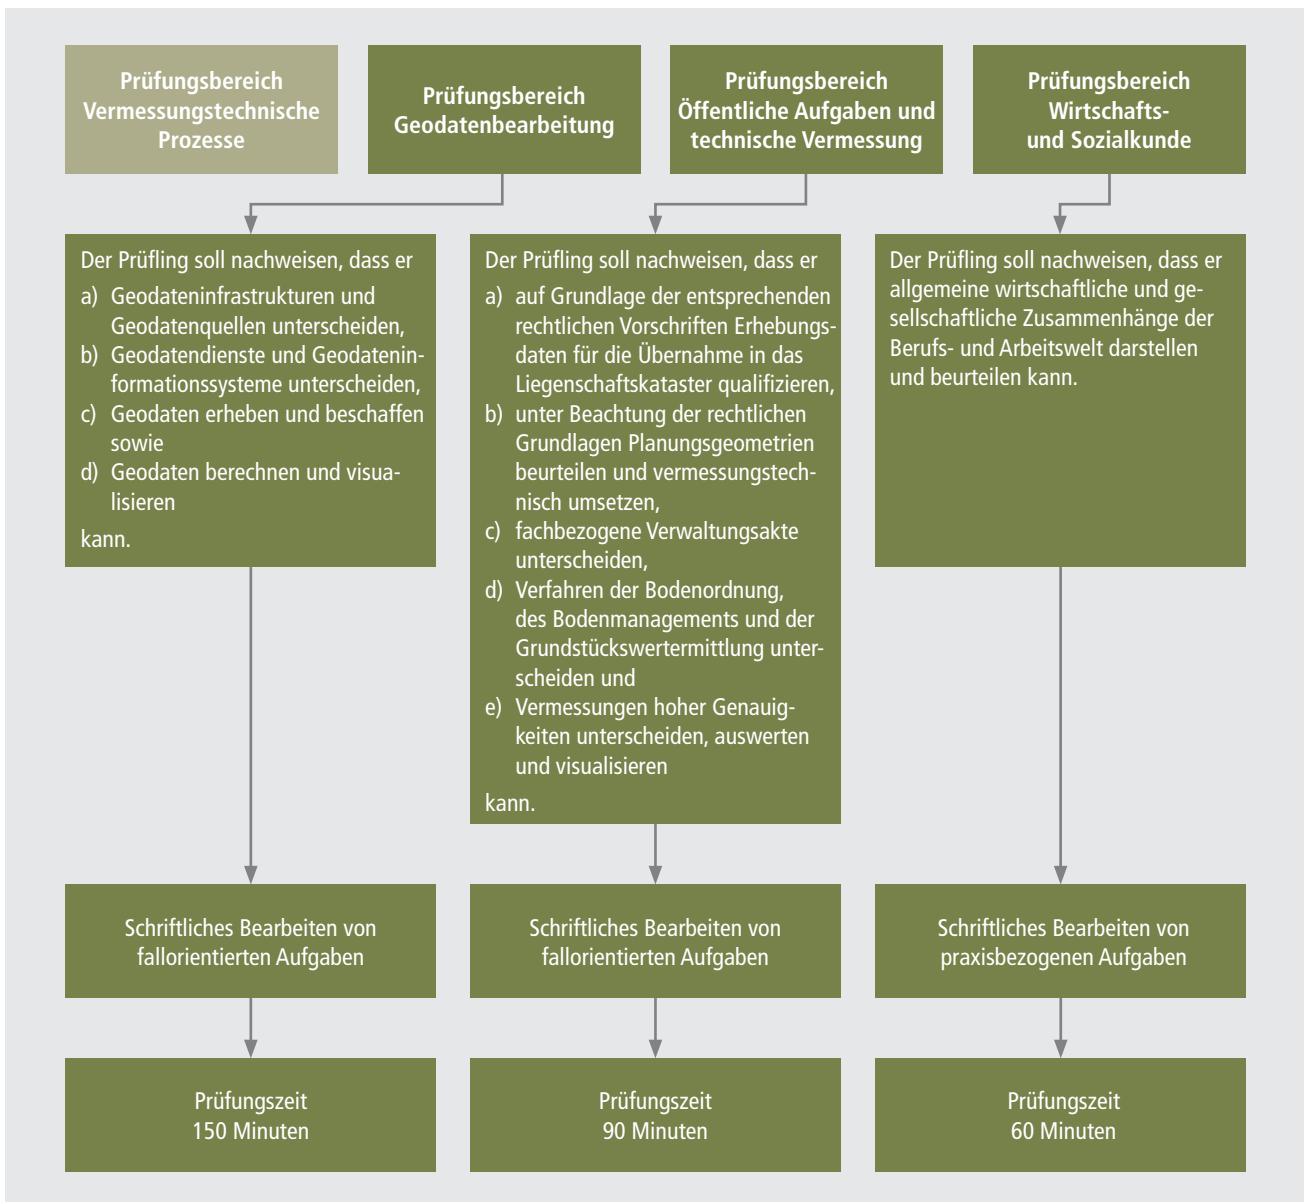 Prüfungsbereich
Vermessungstechnische
Prozesse
Prüfungsbereich
Geodatenbearbeitung
Prüfungsbereich
Öffentliche Aufgaben und
technische Vermessung
Prüfungsbereich
Wirtschafts-
und Sozialkunde
Der Prüfling soll nachweisen, dass er
a) Geodateninfrastrukturen und
Geodatenquellen unterscheiden,
b) Geodatendienste und Geodatenin-
formationssysteme unterscheiden,
c) Geodaten erheben und beschaffen
sowie
d) Geodaten berechnen und visua-
lisieren
kann.
Der Prüfling soll nachweisen, dass er
a) auf Grundlage der entsprechenden
rechtlichen Vorschriften Erhebungs-
daten für die Übernahme in das
Liegenschaftskataster qualifizieren,
b) unter Beachtung der rechtlichen
Grundlagen Planungsgeometrien
beurteilen und vermessungstech-
nisch umsetzen,
c) fachbezogene Verwaltungsakte
unterscheiden,
d) Verfahren der Bodenordnung,
des Bodenmanagements und der
Grundstückswertermittlung unter-
scheiden und
e) Vermessungen hoher Genauig-
keiten unterscheiden, auswerten
und visualisieren
kann.
Der Prüfling soll nachweisen, dass er
allgemeine wirtschaftliche und ge-
sellschaftliche Zusammenhänge der
Berufs- und Arbeitswelt darstellen
und beurteilen kann.
Schriftliches Bearbeiten von
fallorientierten Aufgaben
Schriftliches Bearbeiten von
fallorientierten Aufgaben
Schriftliches Bearbeiten von
praxisbezogenen Aufgaben
Prüfungszeit
150 Minuten
Prüfungszeit
90 Minuten
Prüfungszeit
60 Minuten